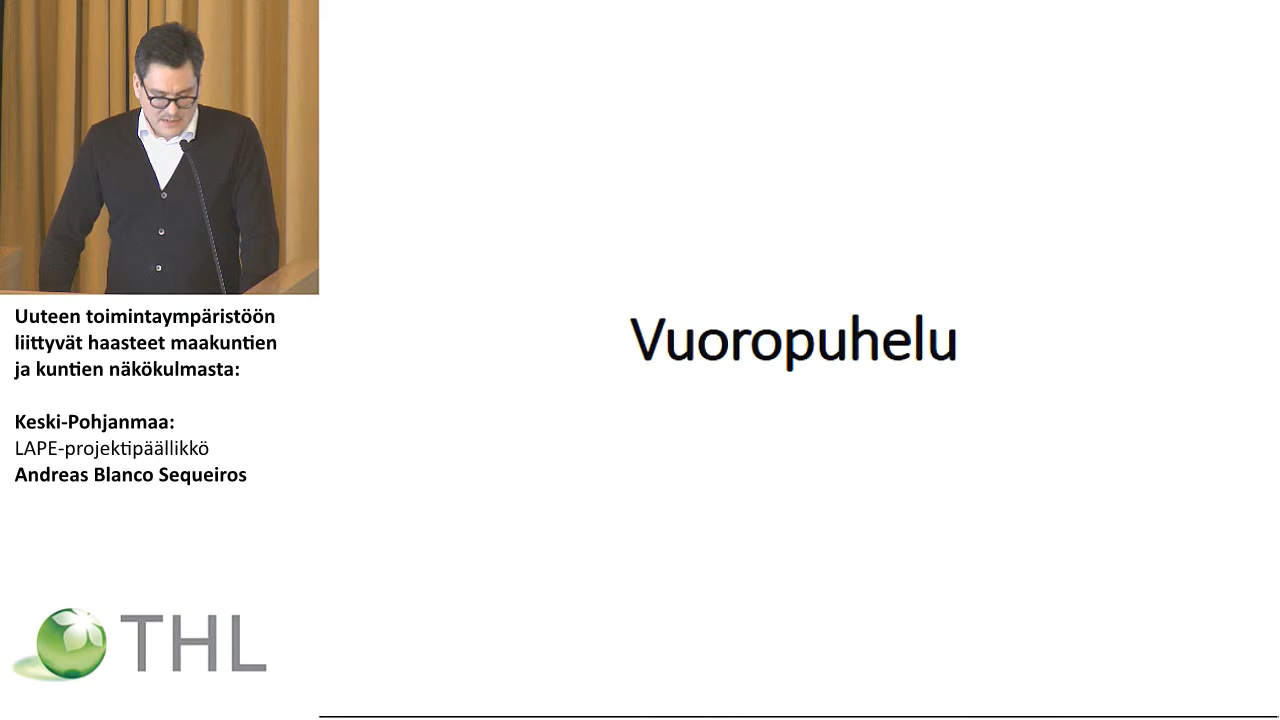 Uuteen toimintaympäristöön
liittyvät haasteet maakuntien
ja kuntien näkökulmasta:
Keski-Pohjanmaa:
LAPE-projektipäällikkö
Andreas Blanco Sequeiros
THL
Vuoropuhelu